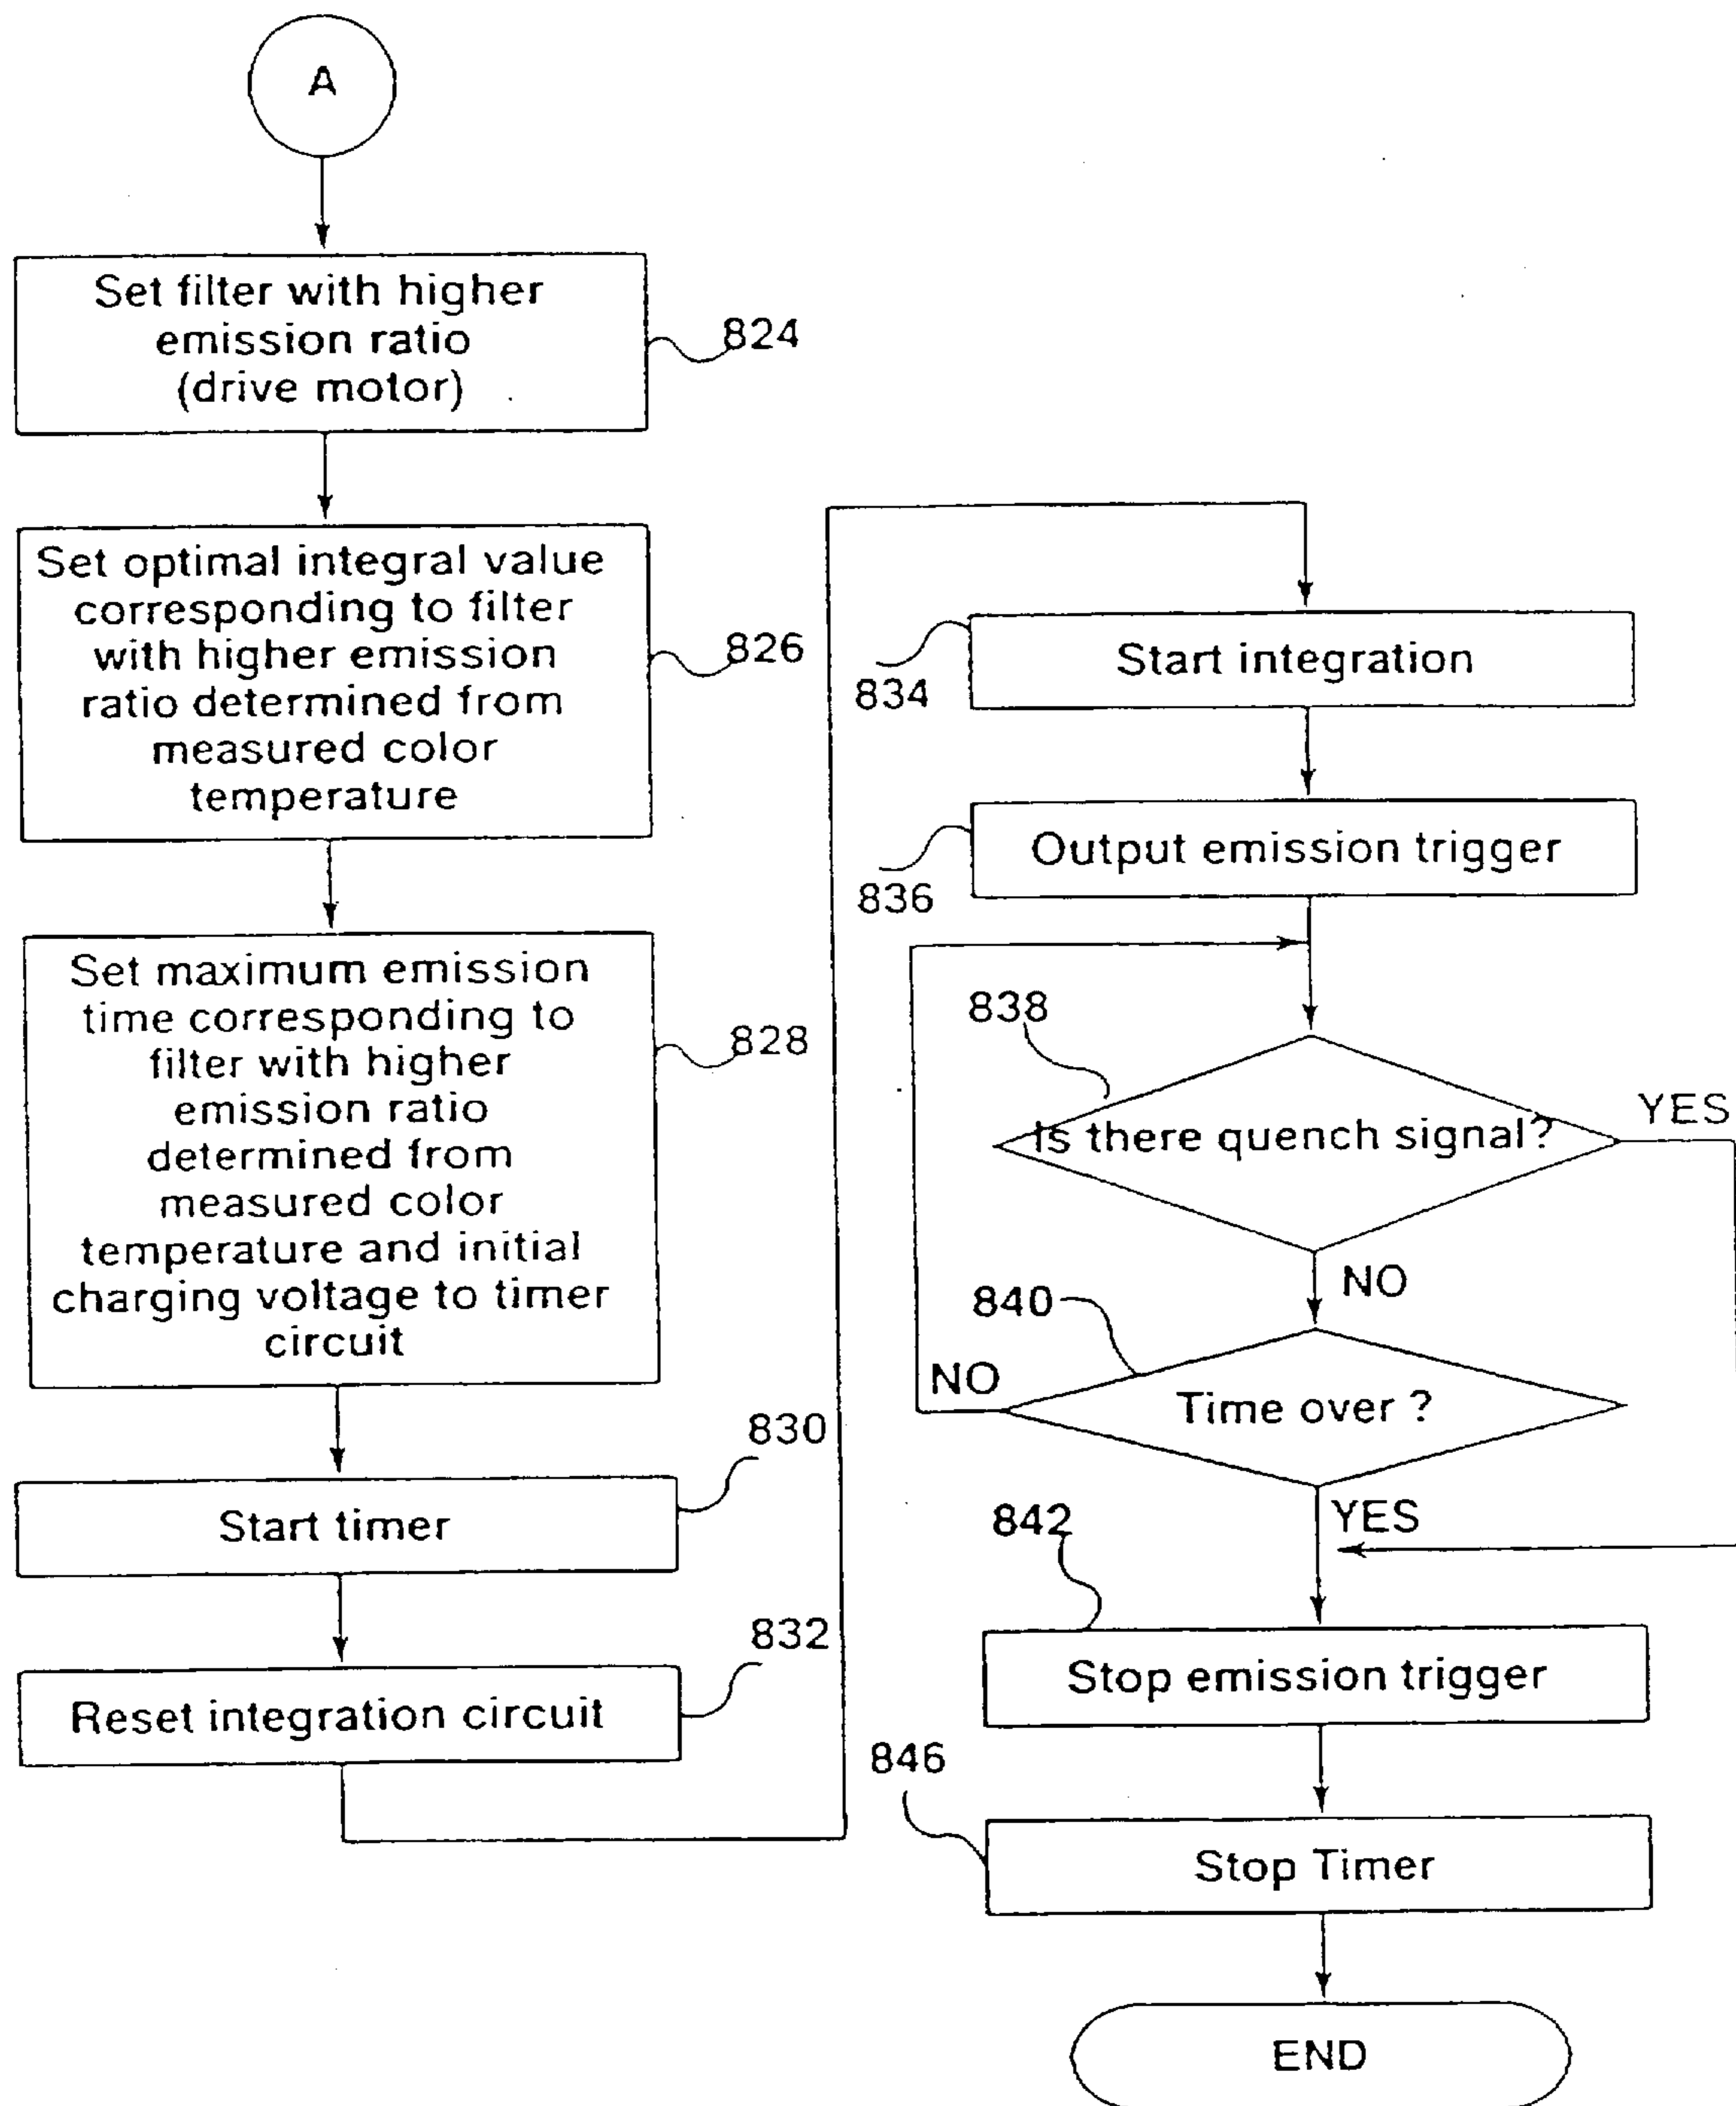 A
Set filter with higher
emission ratio
(drive motor)
824
Set optimal integral value
corresponding to filter
with higher emission
ratio determined from
measured color
temperature
826
Set maximum emission
time corresponding to
filter with higher
emission ratio
determined from
measured color
temperature and initial
charging voltage to timer
circuit
828
Start timer
830
Reset integration circuit
832
Start integration
834
Output emission trigger
836
838
Is there quench signal?
YES
NO
840
Time over ?
NO
YES
842
Stop emission trigger
846
Stop Timer
END